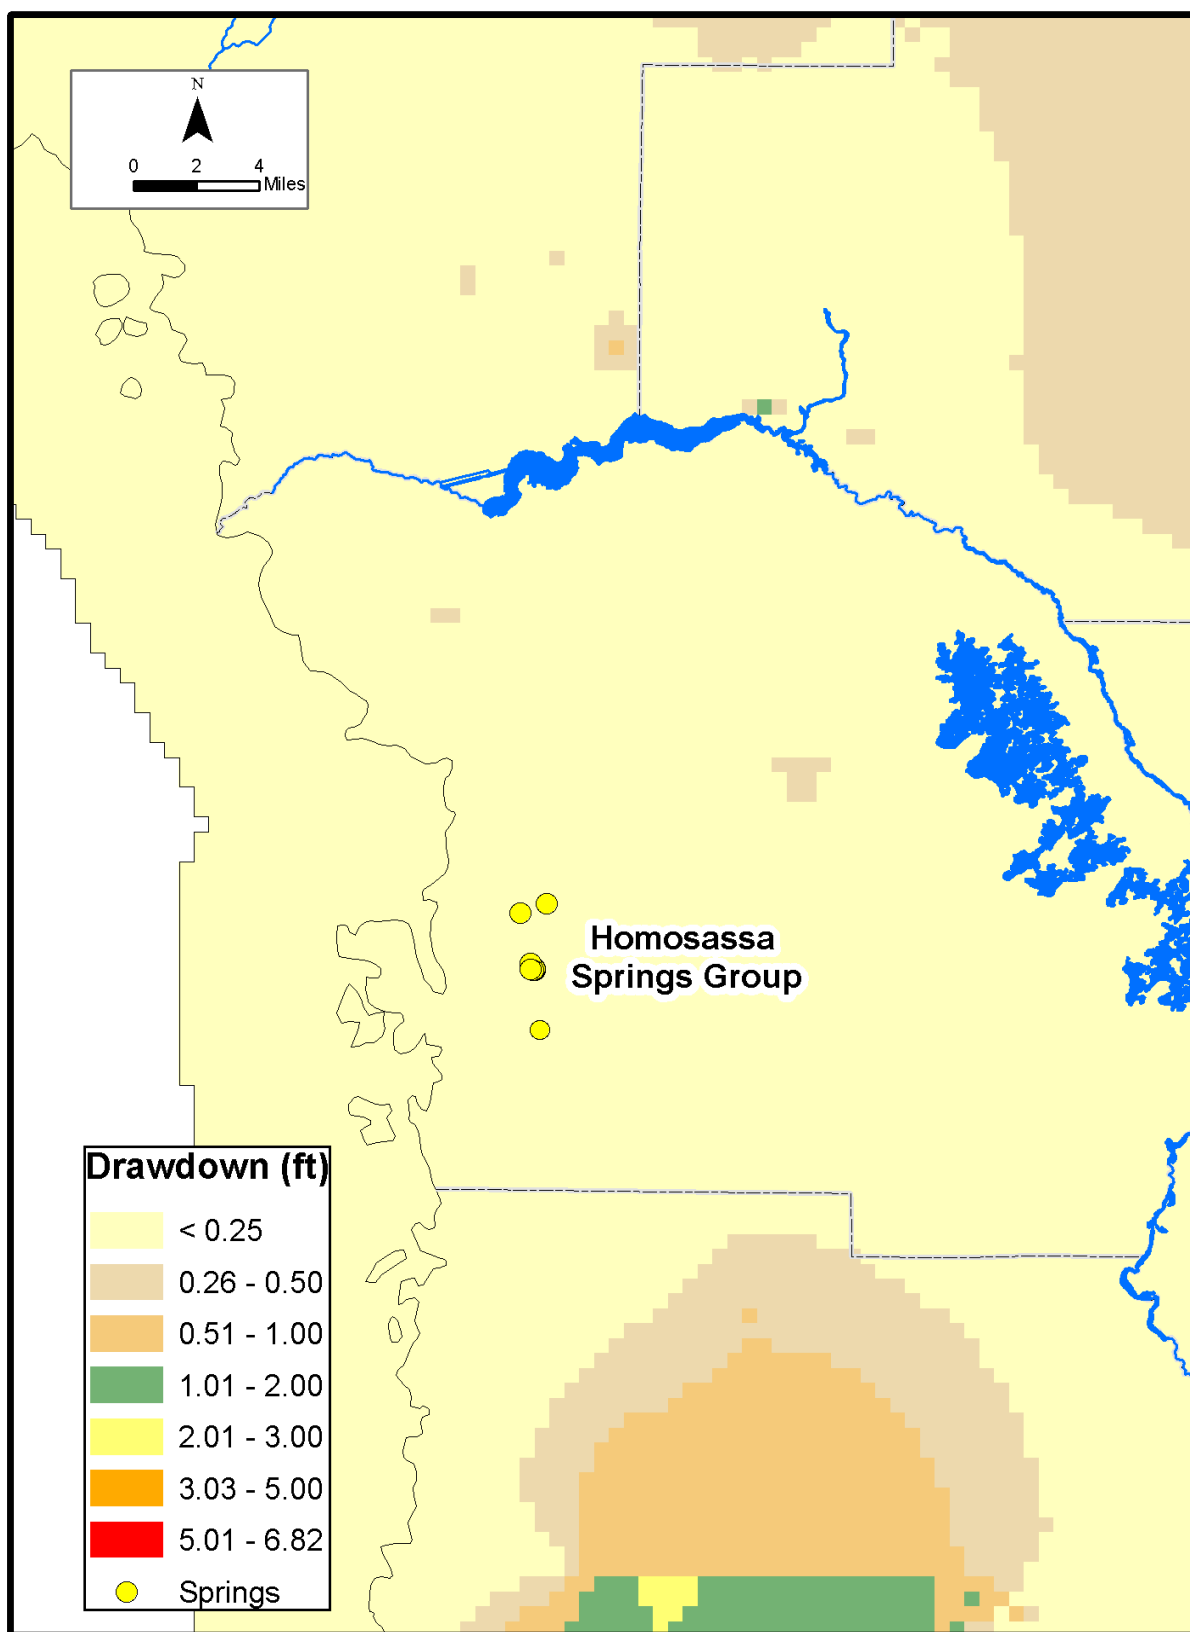 N
0 2 4
Miles
Homosassa
Springs Group
Drawdown (ft)
< 0.25
0.26 - 0.50
0.51 - 1.00
1.01 - 2.00
2.01 - 3.00
3.03 - 5.00
5.01 - 6.82
Springs